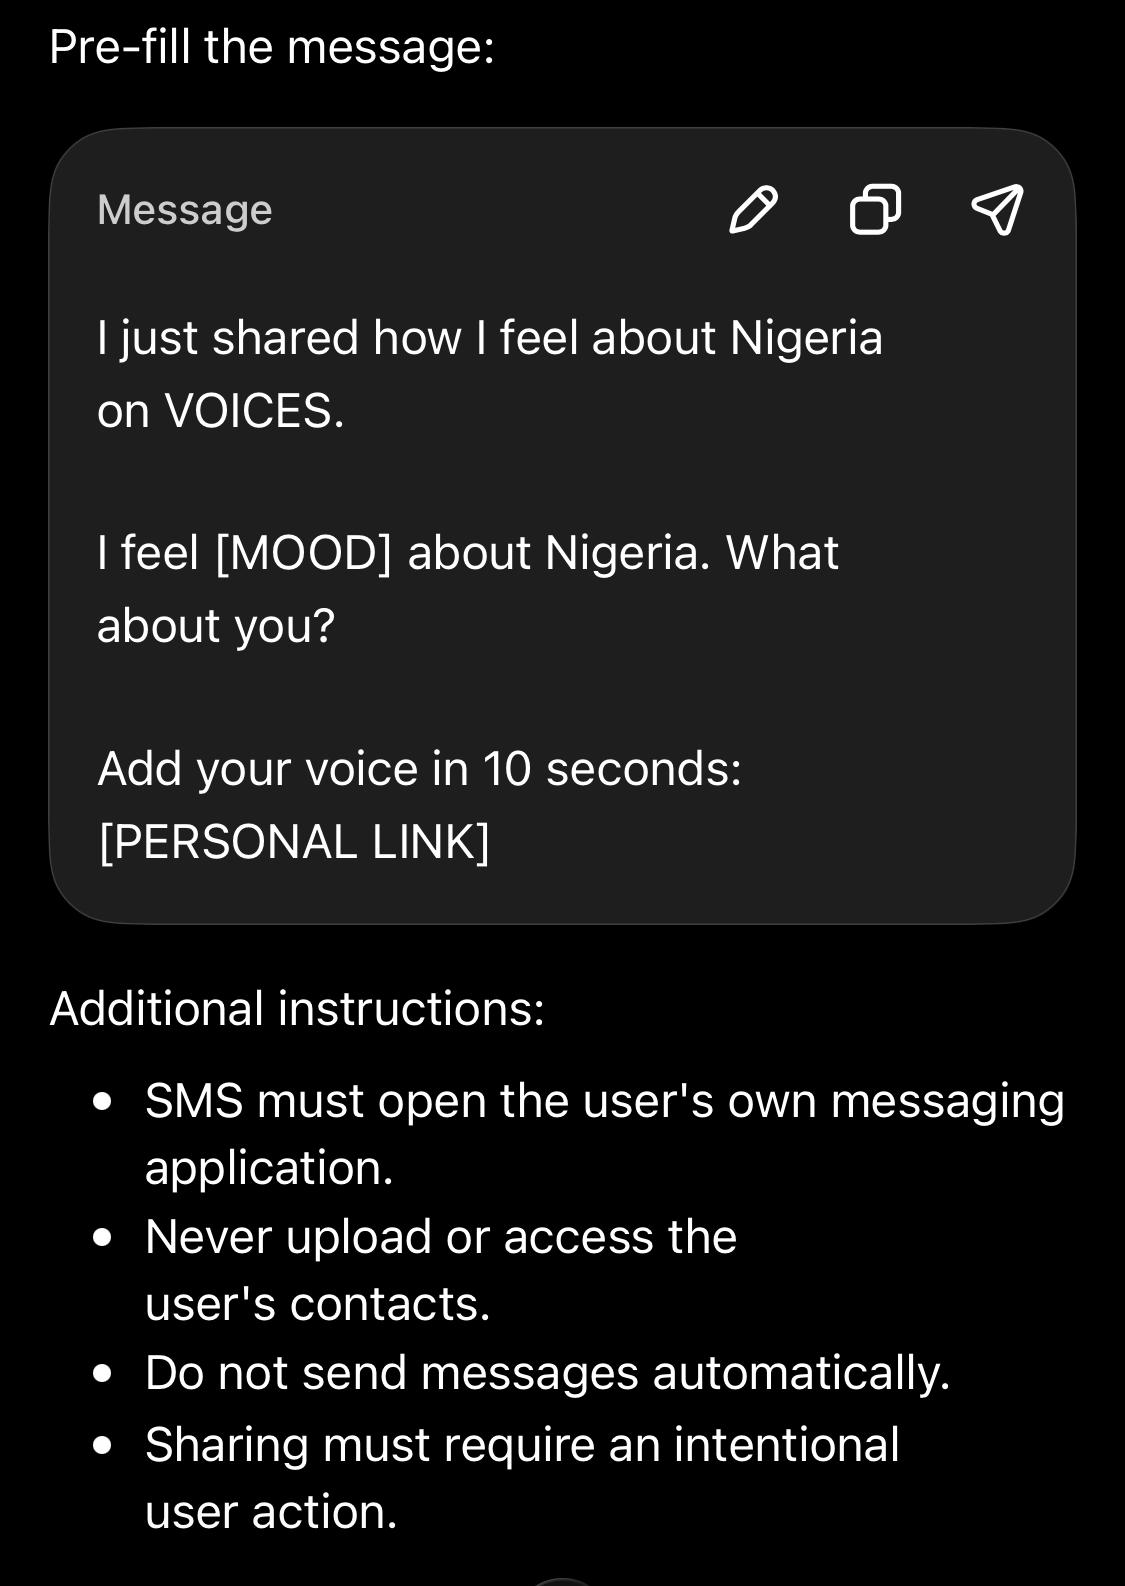 Pre-fill the message:
Message
I just shared how I feel about Nigeria
on VOICES.
I feel [MOOD] about Nigeria. What
about you?
Add your voice in 10 seconds:
[PERSONAL LINK]
Additional instructions:
• SMS must open the user's own messaging
application.
• Never upload or access the
user's contacts.
• Do not send messages automatically.
• Sharing must require an intentional
user action.